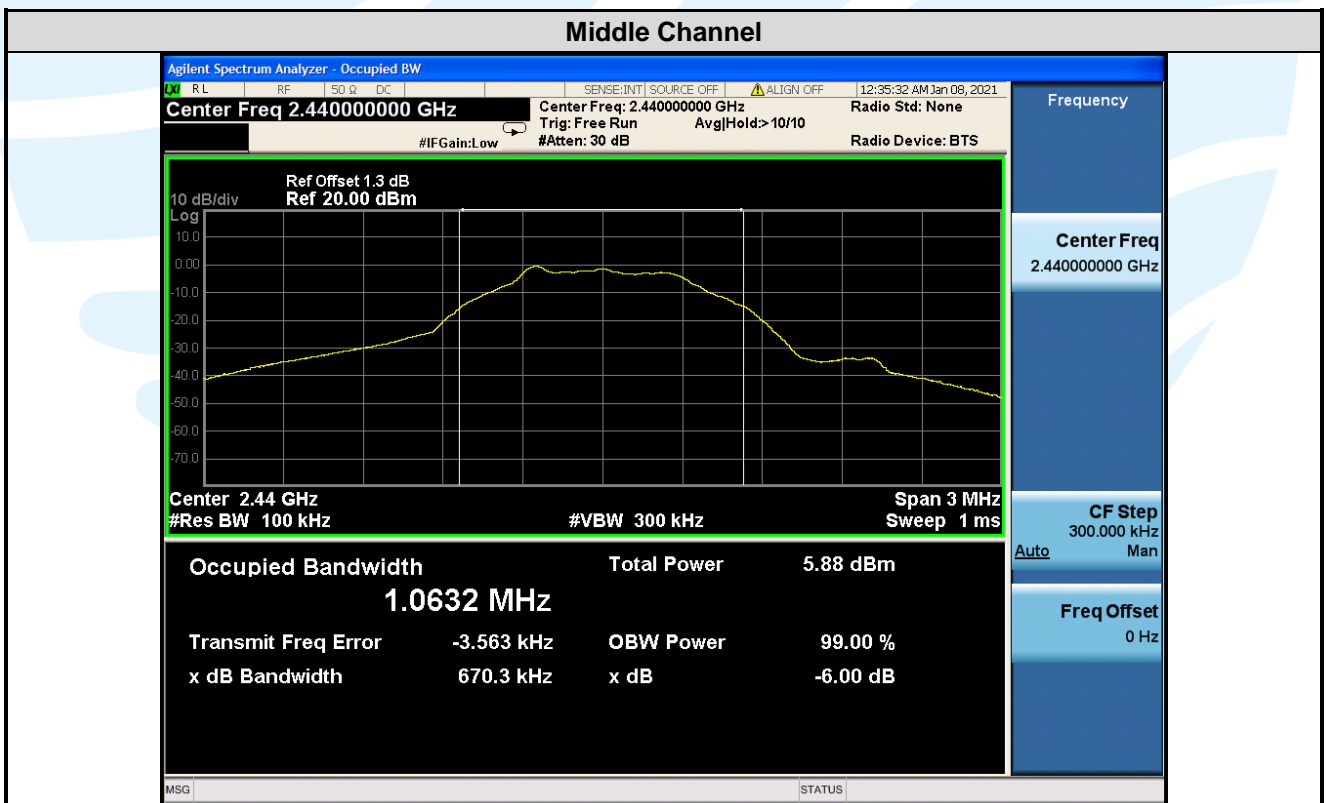 Middle Channel
Agilent Spectrum Analyzer - Occupied BW
LXI RL RF 50 Ω DC SENSE:INT SOURCE OFF ALIGN OFF 12:35:32 AM Jan 08, 2021
Center Freq 2.440000000 GHz
Center Freq: 2.440000000 GHz
Radio Std: None
Trig: Free Run Avg|Hold:>10/10
#IFGain:Low
#Atten: 30 dB
Radio Device: BTS
Frequency
Ref Offset 1.3 dB
10 dB/div Ref 20.00 dBm
Log
10.0
0.00
-10.0
-20.0
-30.0
-40.0
-50.0
-60.0
-70.0
Center 2.44 GHz Span 3 MHz
#Res BW 100 kHz #VBW 300 kHz Sweep 1 ms
Center Freq
2.440000000 GHz
CF Step
300.000 kHz
Auto Man
Freq Offset
0 Hz
Occupied Bandwidth Total Power 5.88 dBm
1.0632 MHz
Transmit Freq Error -3.563 kHz OBW Power 99.00 %
x dB Bandwidth 670.3 kHz x dB -6.00 dB
MSG STATUS